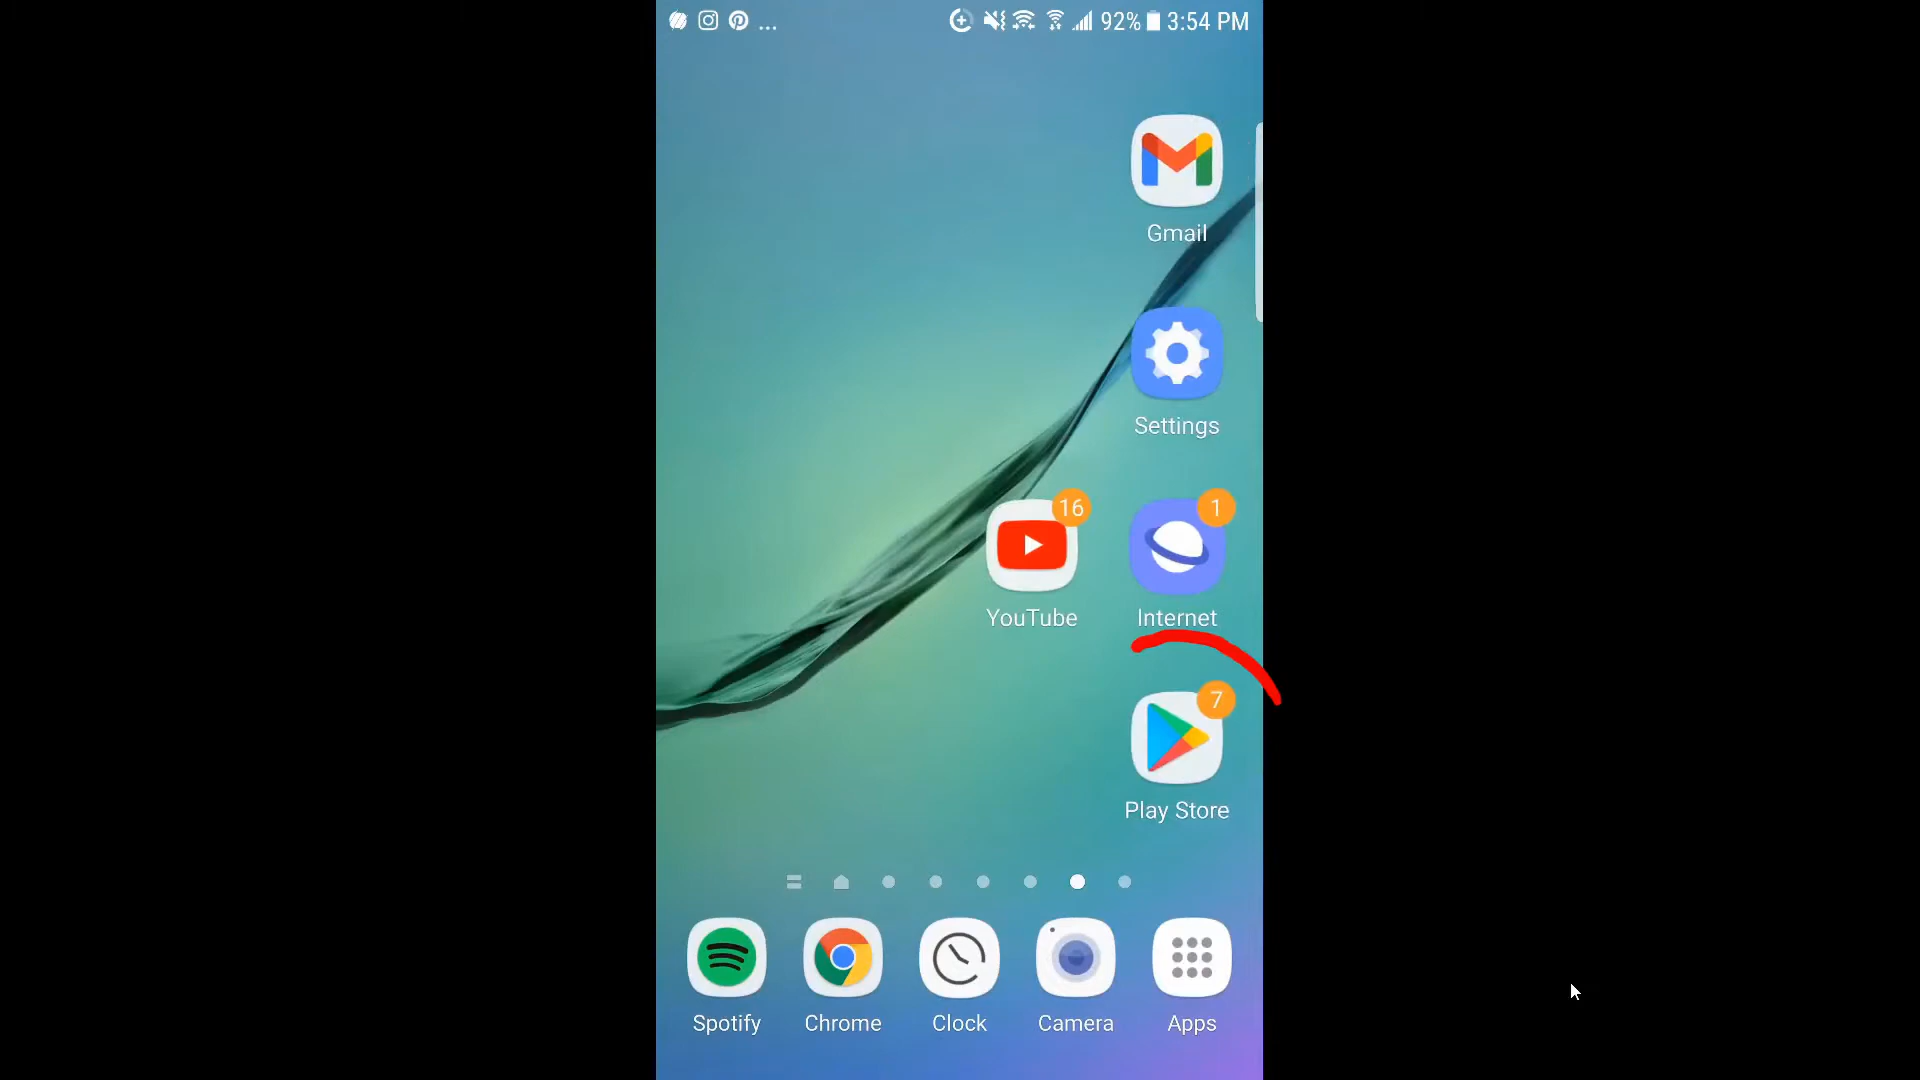 ... 92% 3:54 PM
Gmail
Settings
16 1
YouTube Internet
7
Play Store
Spotify Chrome Clock Camera Apps